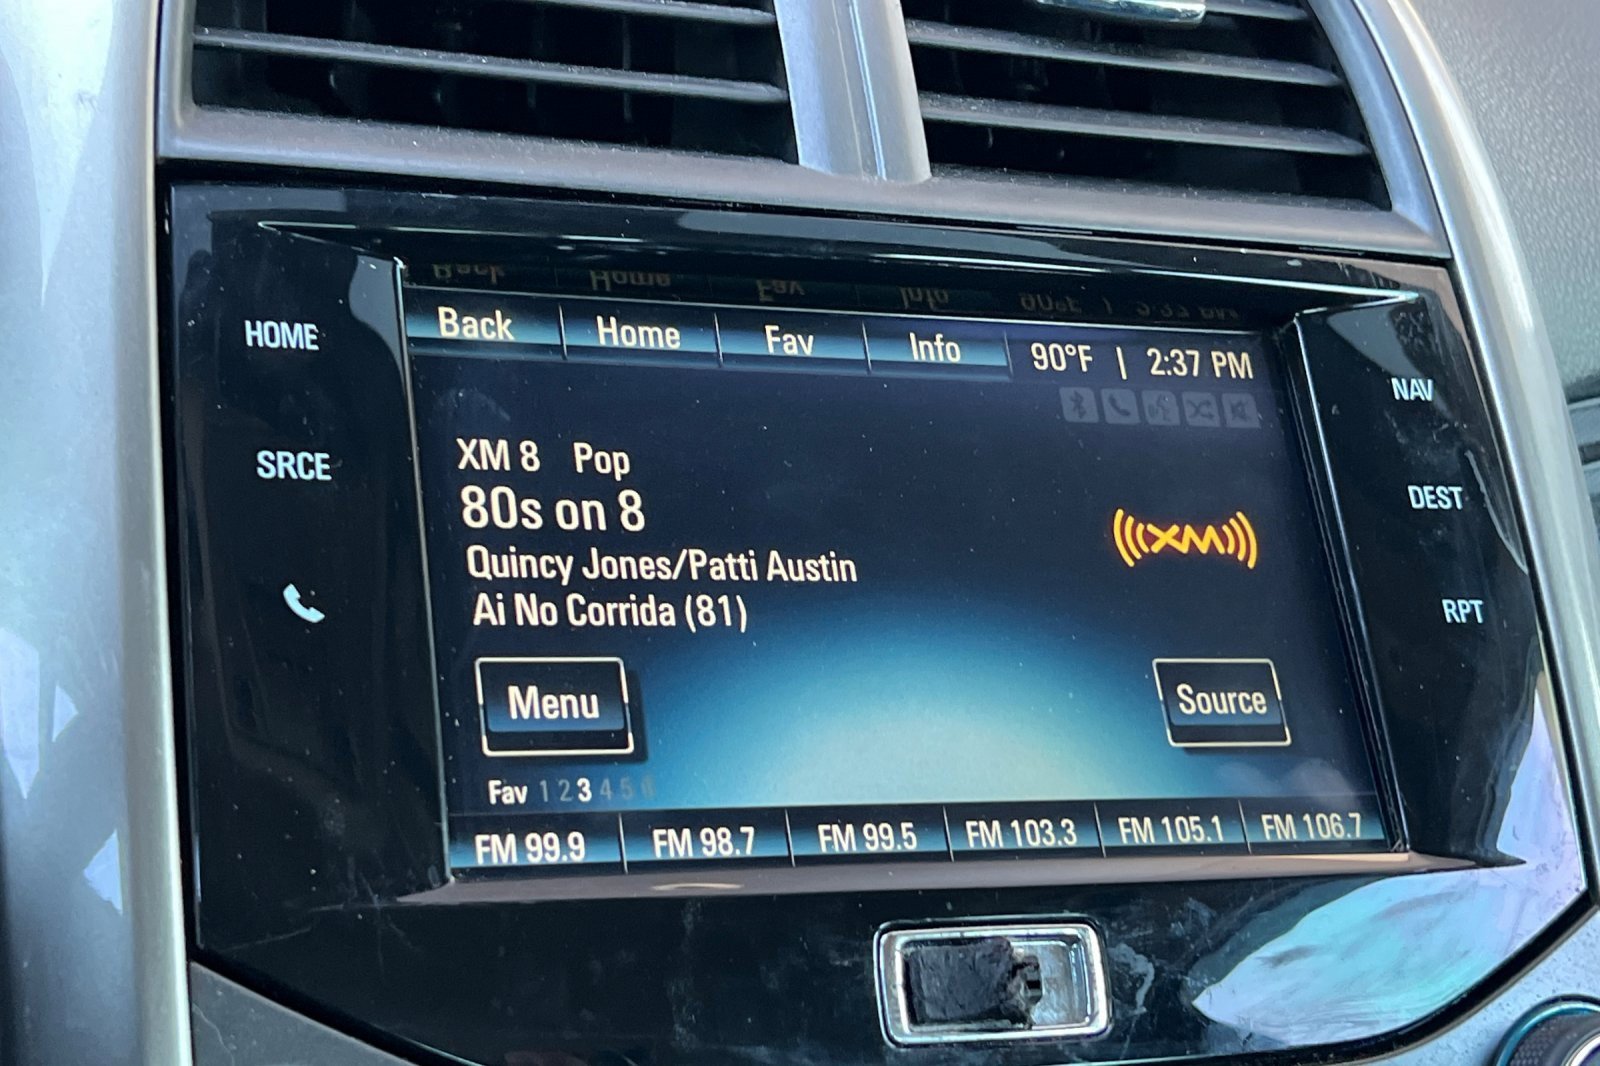 Back Home Fav Info 90°F | 2:37 PM
HOME
NAV
XM 8 Pop
SRCE
80s on 8
DEST
XM
Quincy Jones/Patti Austin
Ai No Corrida (81)
RPT
Menu
Source
Fav 1 2 3 4 5 6
FM 99.9 FM 98.7 FM 99.5 FM 103.3 FM 105.1 FM 106.7